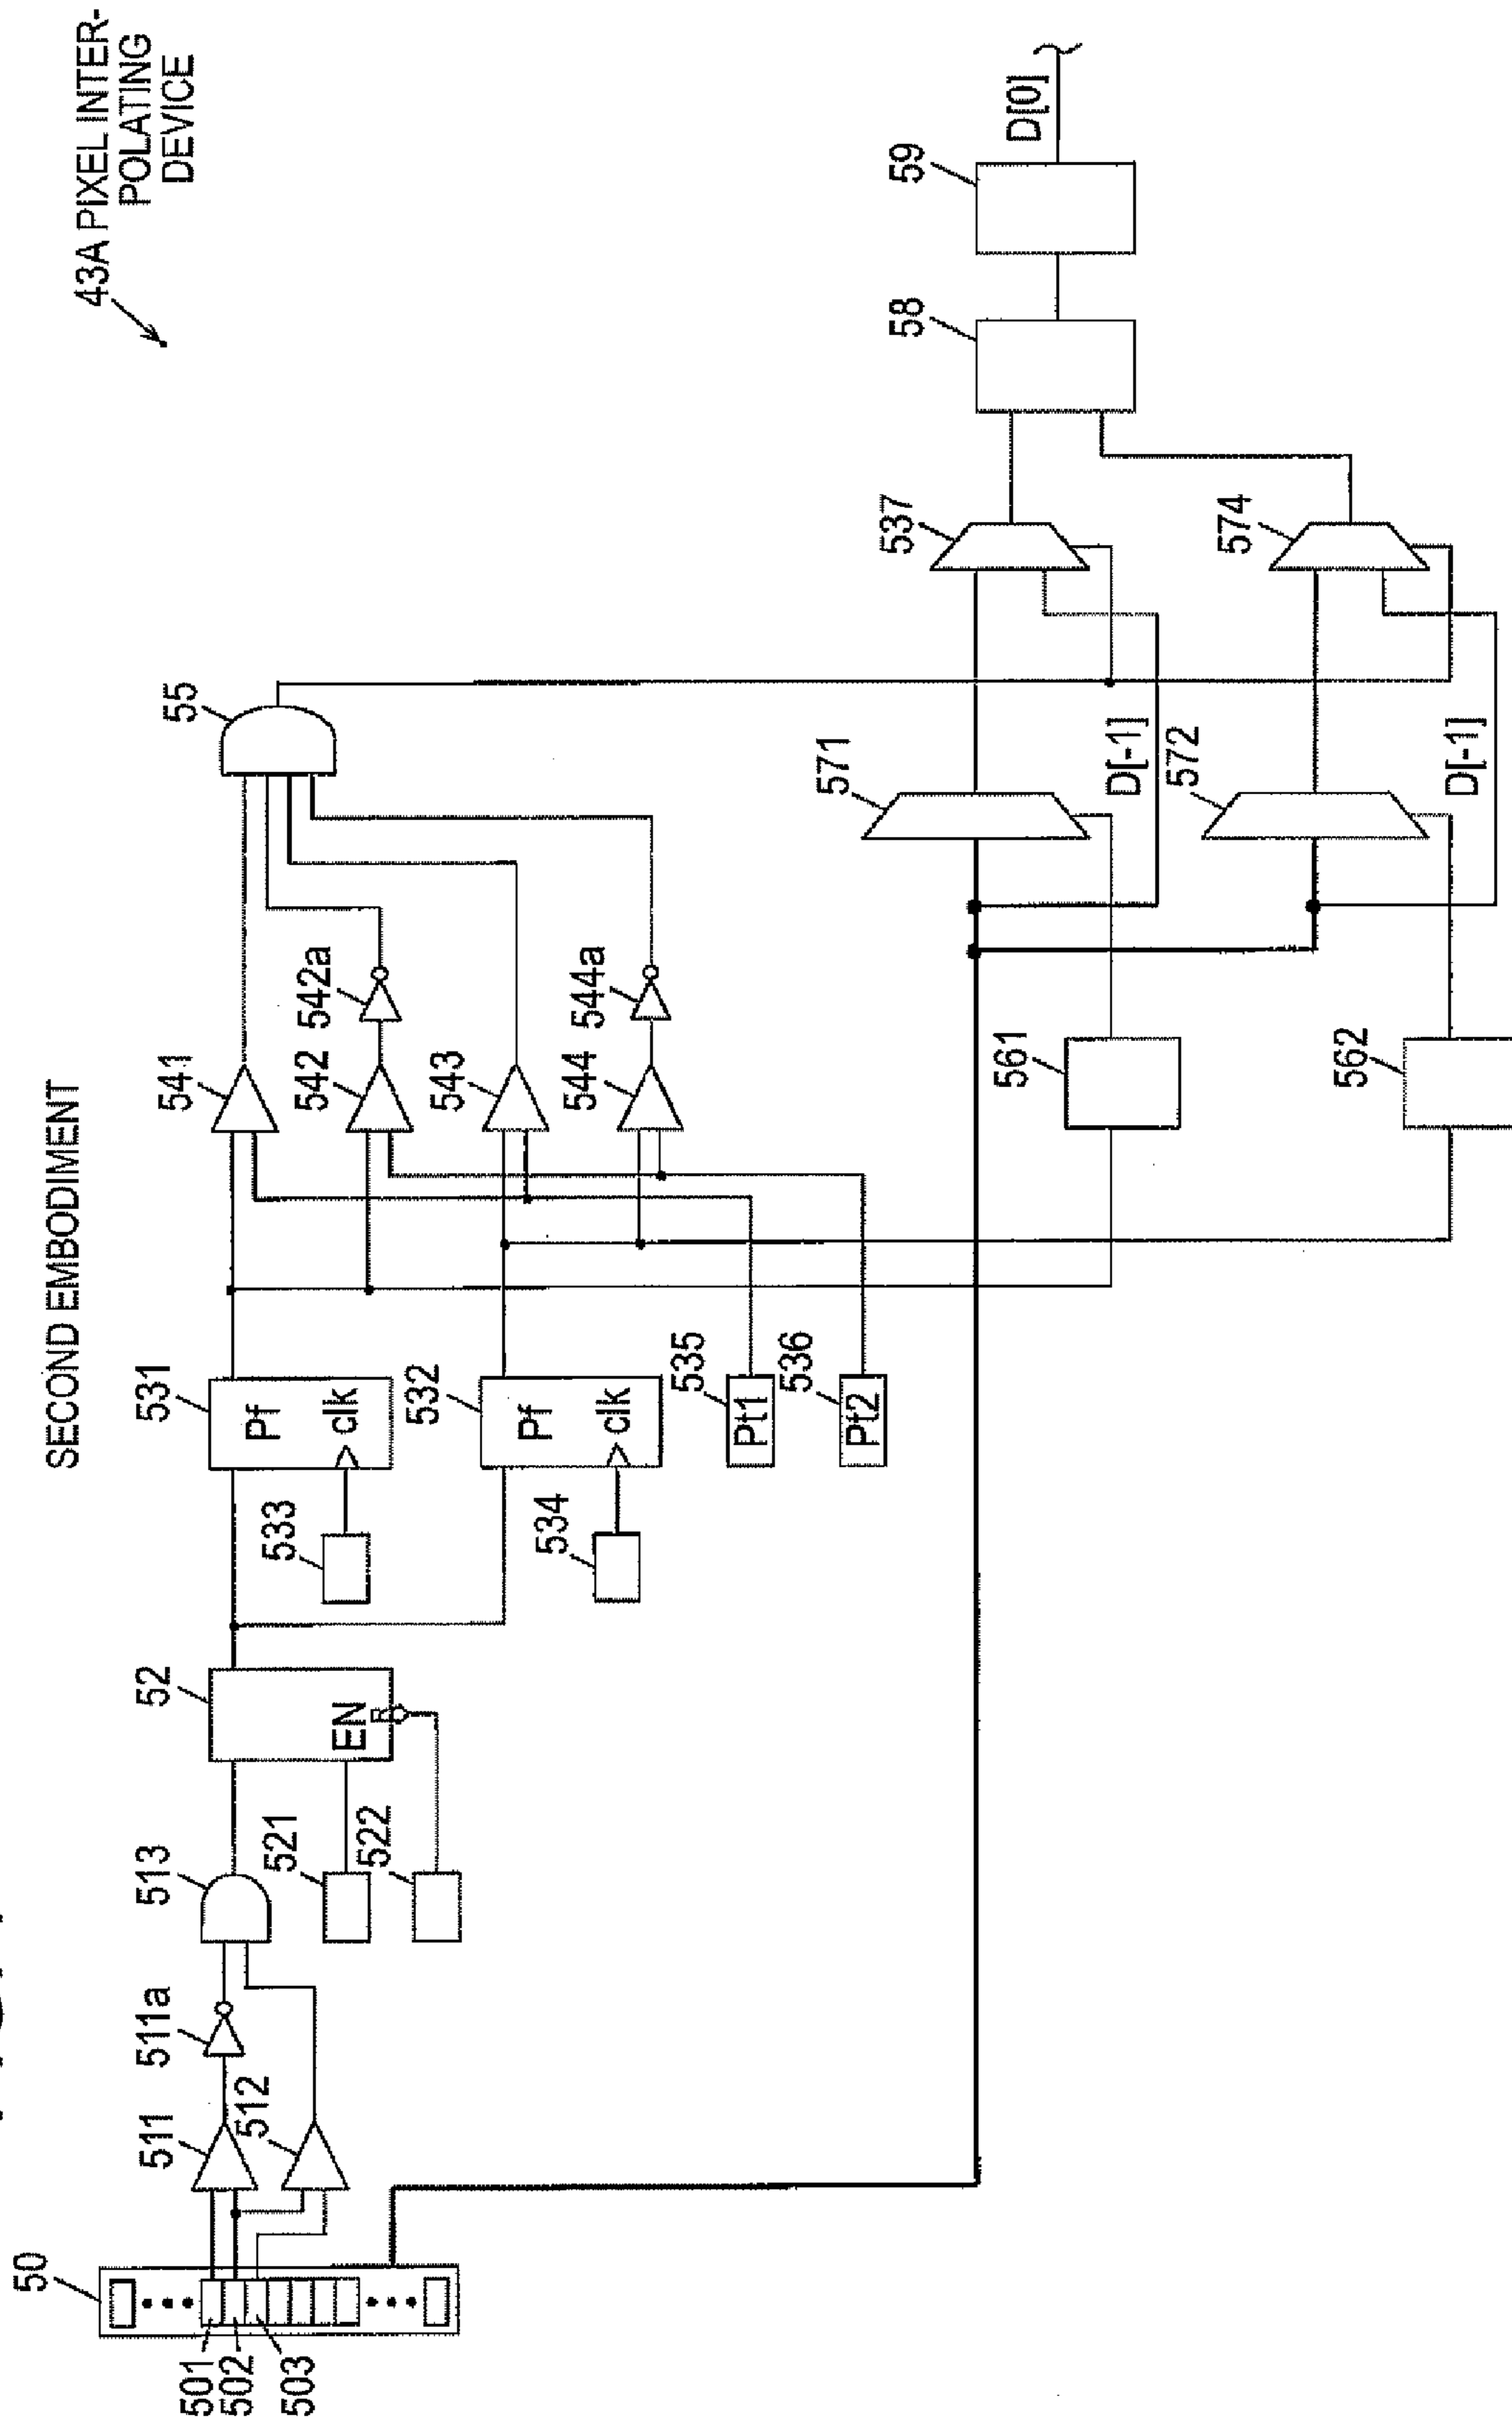 SECOND EMBODIMENT
43A PIXEL INTER-
POLATING
DEVICE
50
501
502
503
511
512
511a
513
521
522
52
EN
R
533
534
531
Pf
clk
532
Pf
clk
535
Pt1
536
Pt2
541
542
542a
543
544
544a
55
561
562
571
D[-1]
572
D[-1]
537
574
58
59
D[0]